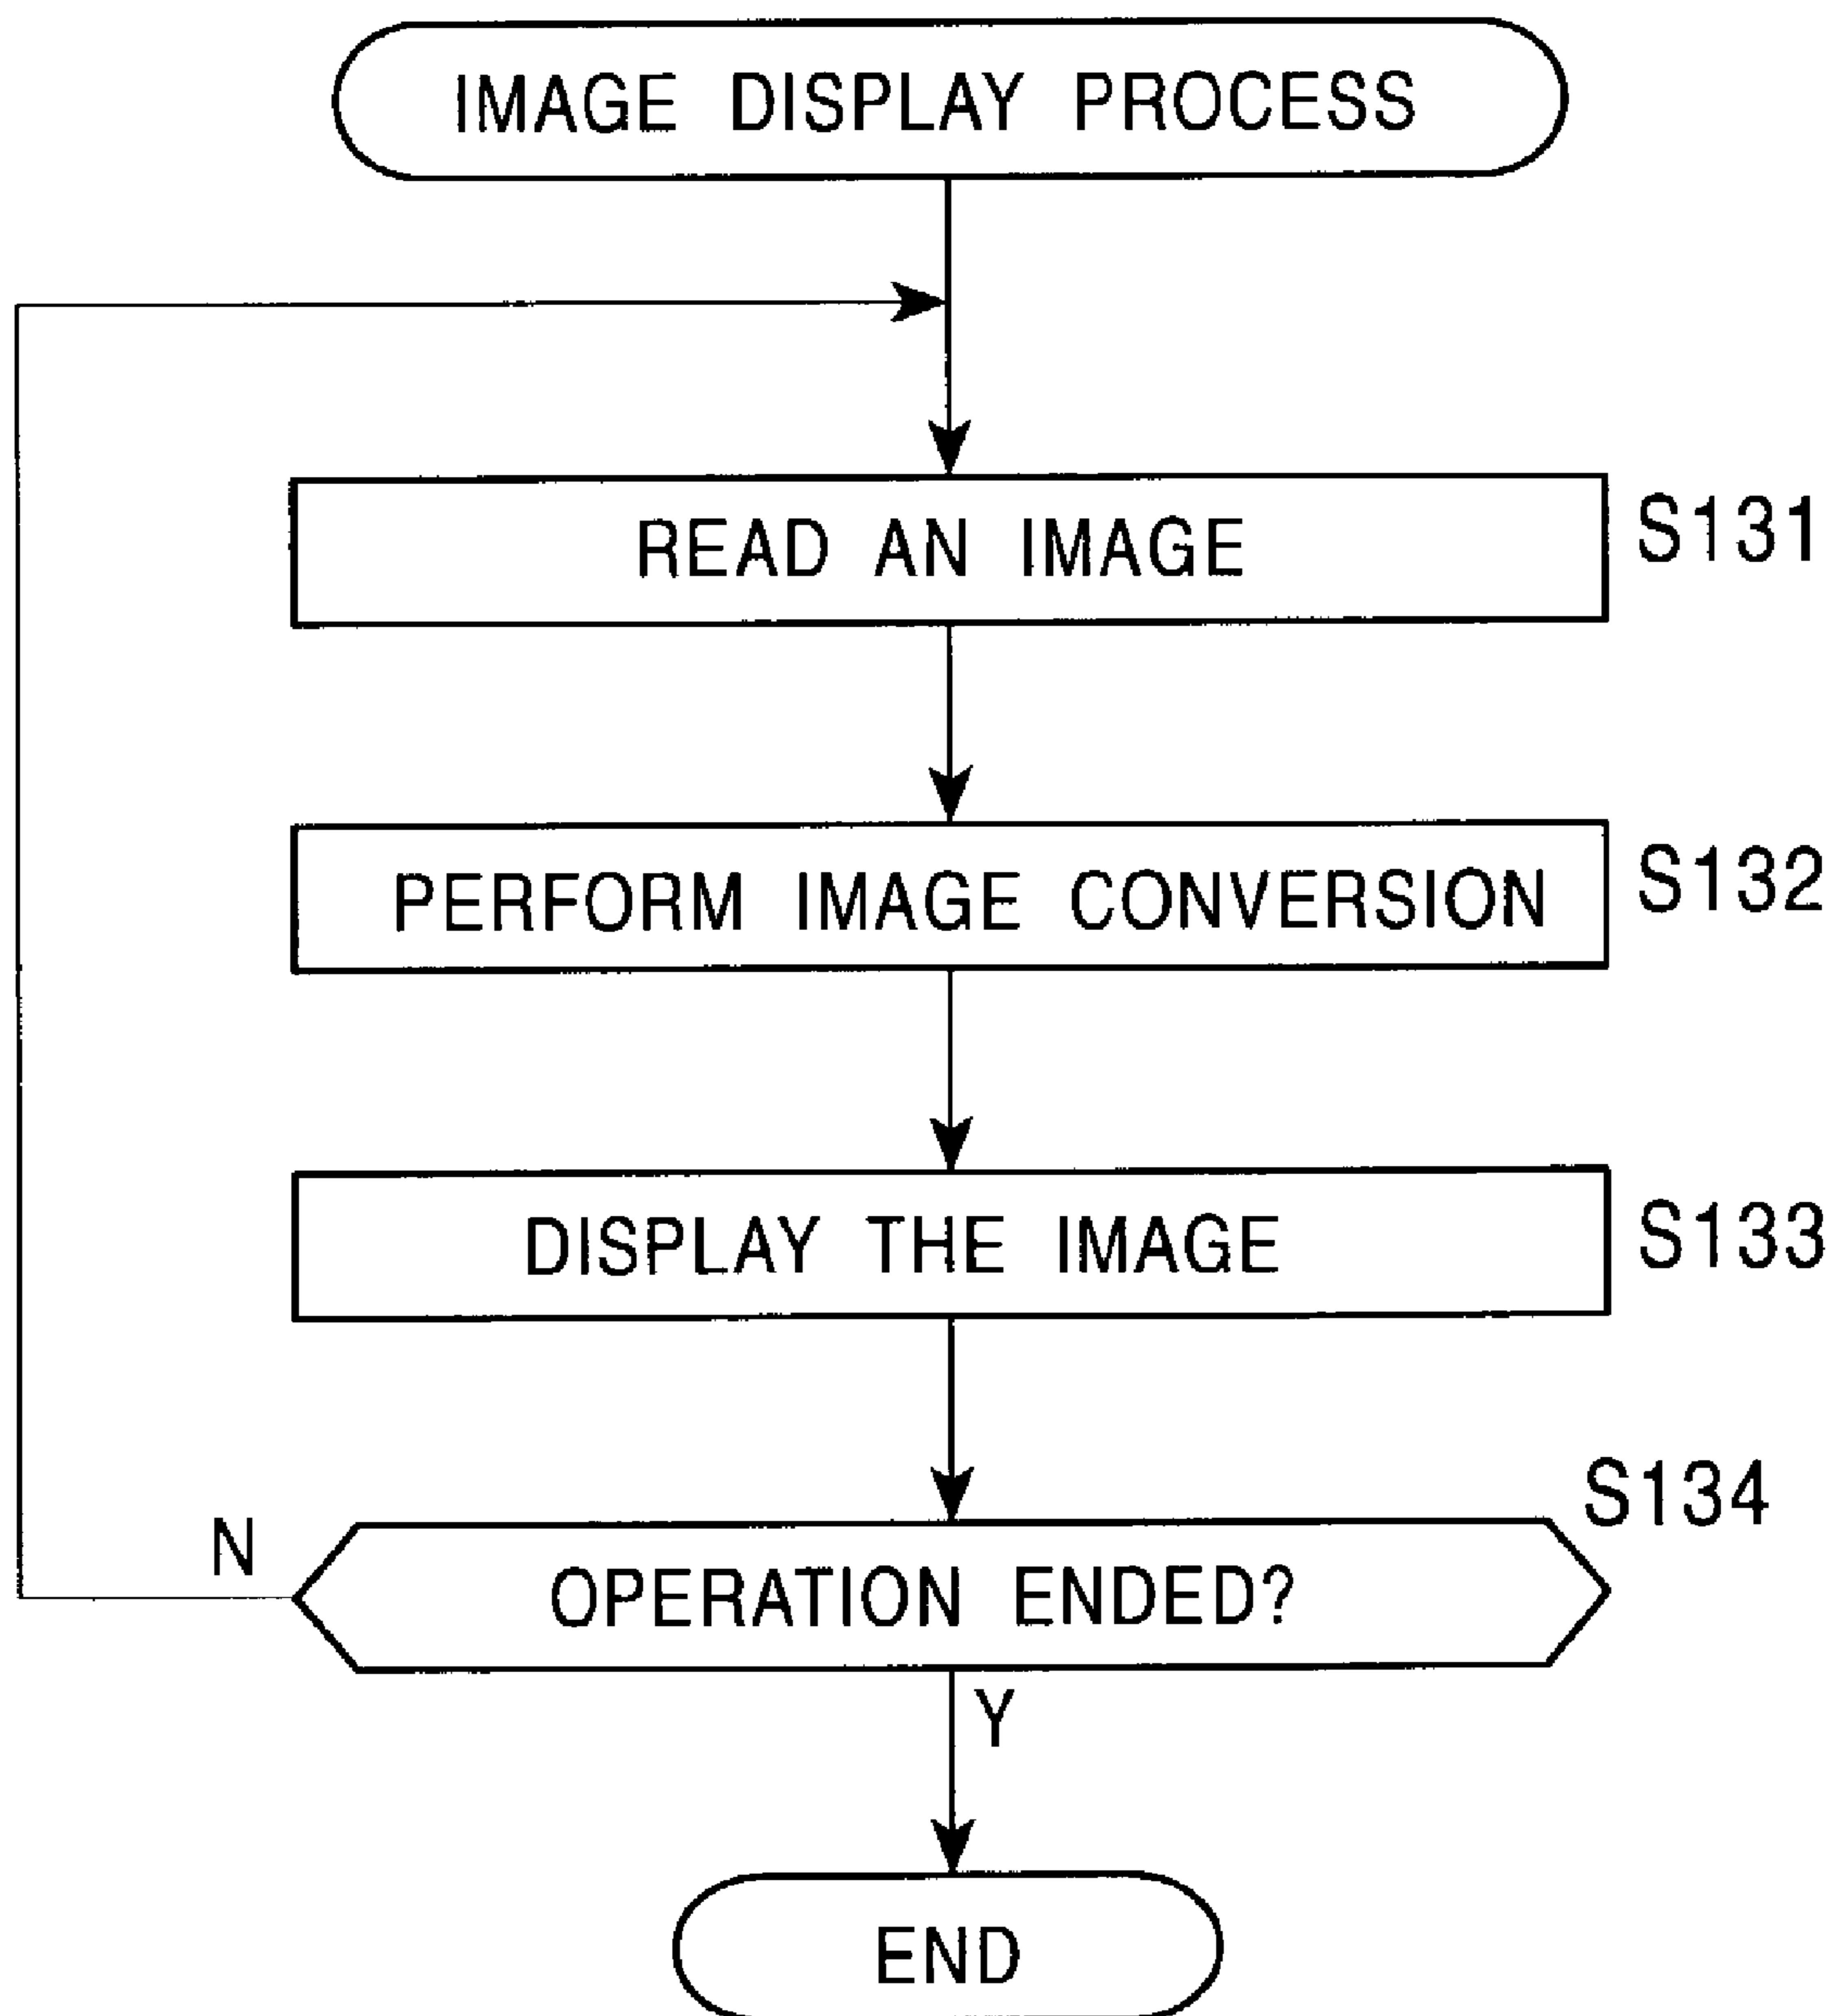 IMAGE DISPLAY PROCESS
READ AN IMAGE
S131
PERFORM IMAGE CONVERSION
S132
DISPLAY THE IMAGE
S133
S134
N
OPERATION ENDED?
Y
END